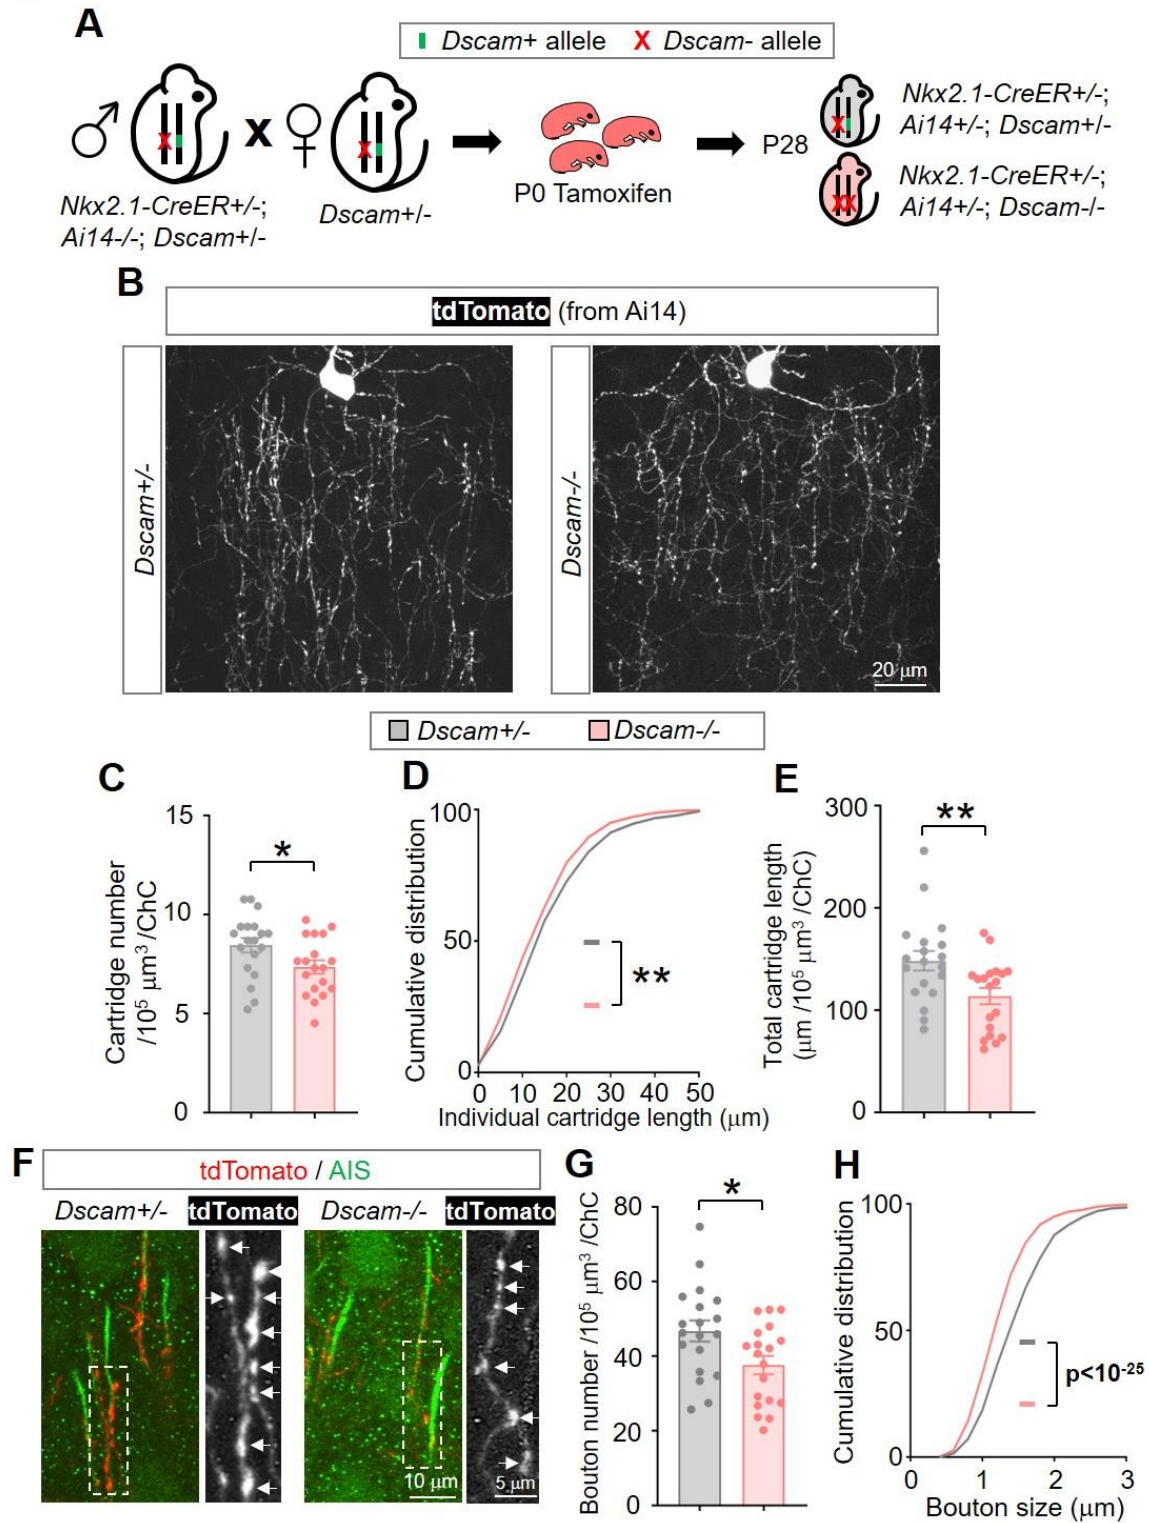 A
Dscam+ allele X Dscam- allele
X
P0 Tamoxifen
P28
Nkx2.1-CreER+/-;
Ai14-/-; Dscam+/-
Dscam+/-
Nkx2.1-CreER+/-;
Ai14+/-; Dscam+/-
Nkx2.1-CreER+/-;
Ai14+/-; Dscam-/-
B
tdTomato (from Ai14)
Dscam+/-
Dscam-/-
20 μm
Dscam+/- Dscam-/-
C
Cartridge number
/10⁵ μm³ /ChC
15
10
5
0
*
D
Cumulative distribution
100
50
0
**
0 10 20 30 40 50
Individual cartridge length (μm)
E
Total cartridge length
(μm /10⁵ μm³ /ChC)
300
200
100
0
**
F
tdTomato / AIS
Dscam+/- tdTomato Dscam-/- tdTomato
10 μm
5 μm
G
Bouton number /10⁵ μm³ /ChC
80
60
40
20
0
*
H
Cumulative distribution
100
50
0
p<10⁻²⁵
0 1 2 3
Bouton size (μm)